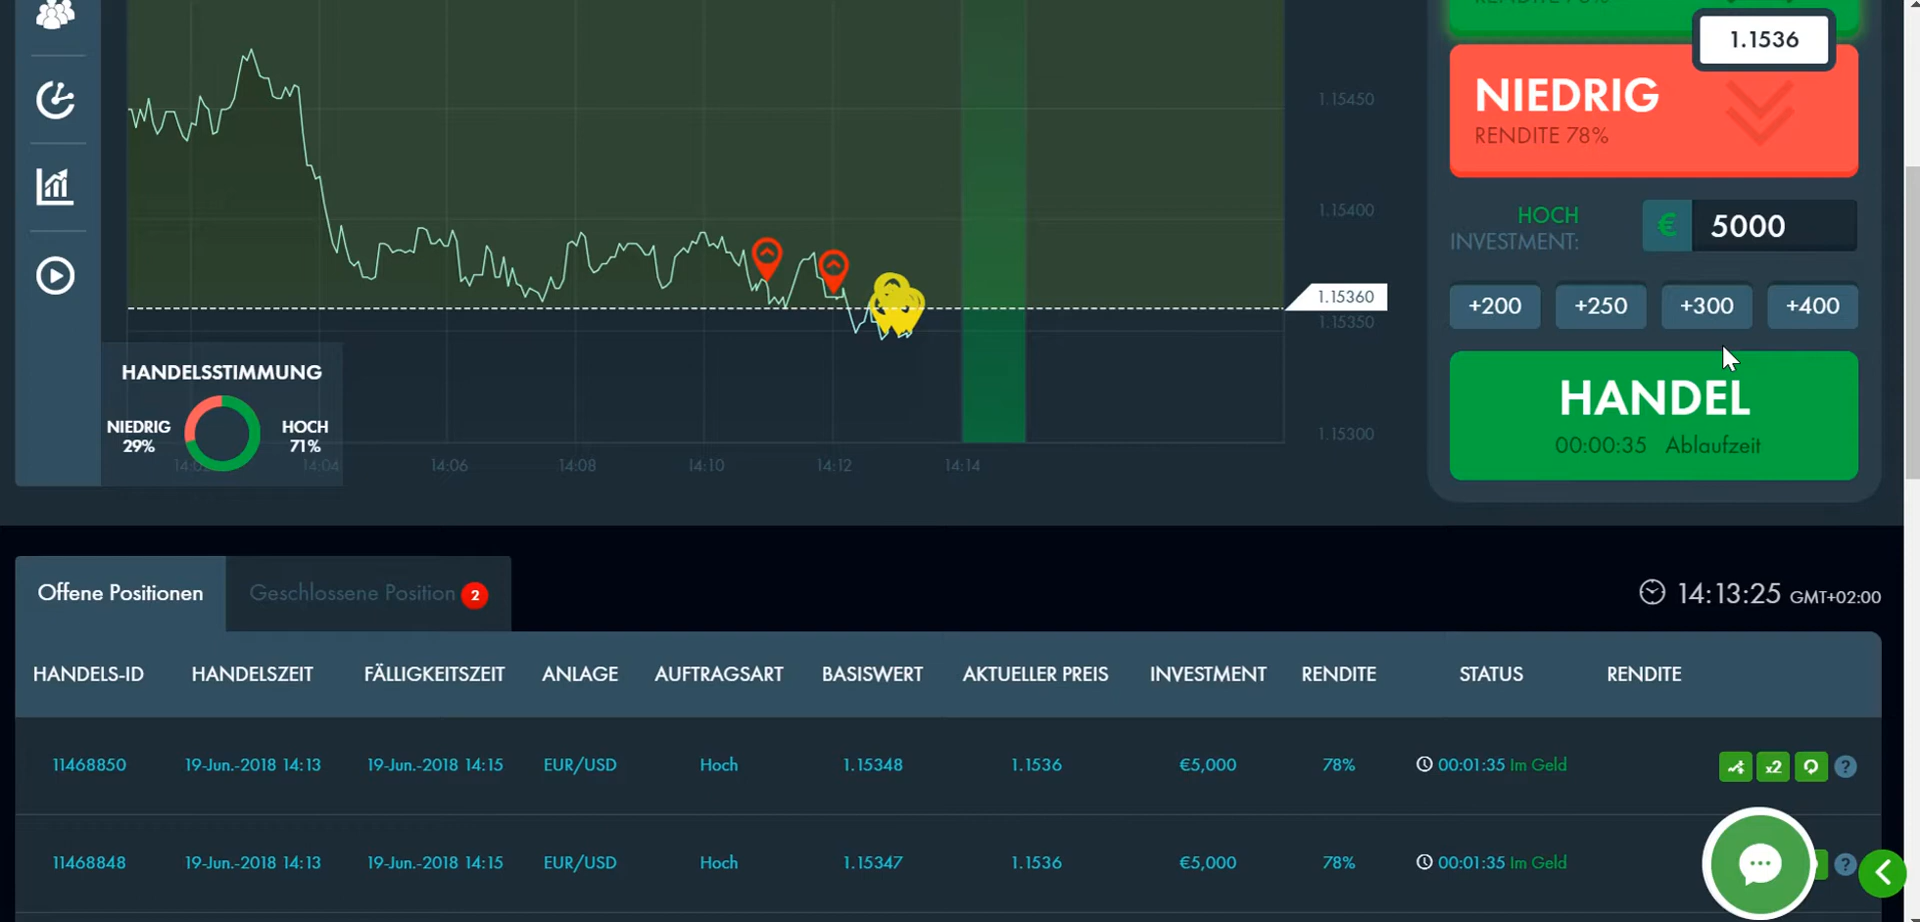 1.1536
NIEDRIG
RENDITE 78%
HOCH
INVESTMENT:
€ 5000
+200 +250 +300 +400
HANDEL
00:00:35 Ablaufzeit
1.15450
1.15400
1.15360
1.15350
1.15300
HANDELSSTIMMUNG
NIEDRIG
29%
HOCH
71%
14:04 14:06 14:08 14:10 14:12 14:14
Offene Positionen Geschlossene Position 2
14:13:25 GMT+02:00
HANDELS-ID HANDELSZEIT FÄLLIGKEITSZEIT ANLAGE AUFTRAGSART BASISWERT AKTUELLER PREIS INVESTMENT RENDITE STATUS RENDITE
11468850 19-Jun.-2018 14:13 19-Jun.-2018 14:15 EUR/USD Hoch 1.15348 1.1536 €5,000 78% 00:01:35 Im Geld x2 ?
11468848 19-Jun.-2018 14:13 19-Jun.-2018 14:15 EUR/USD Hoch 1.15347 1.1536 €5,000 78% 00:01:35 Im Geld ?